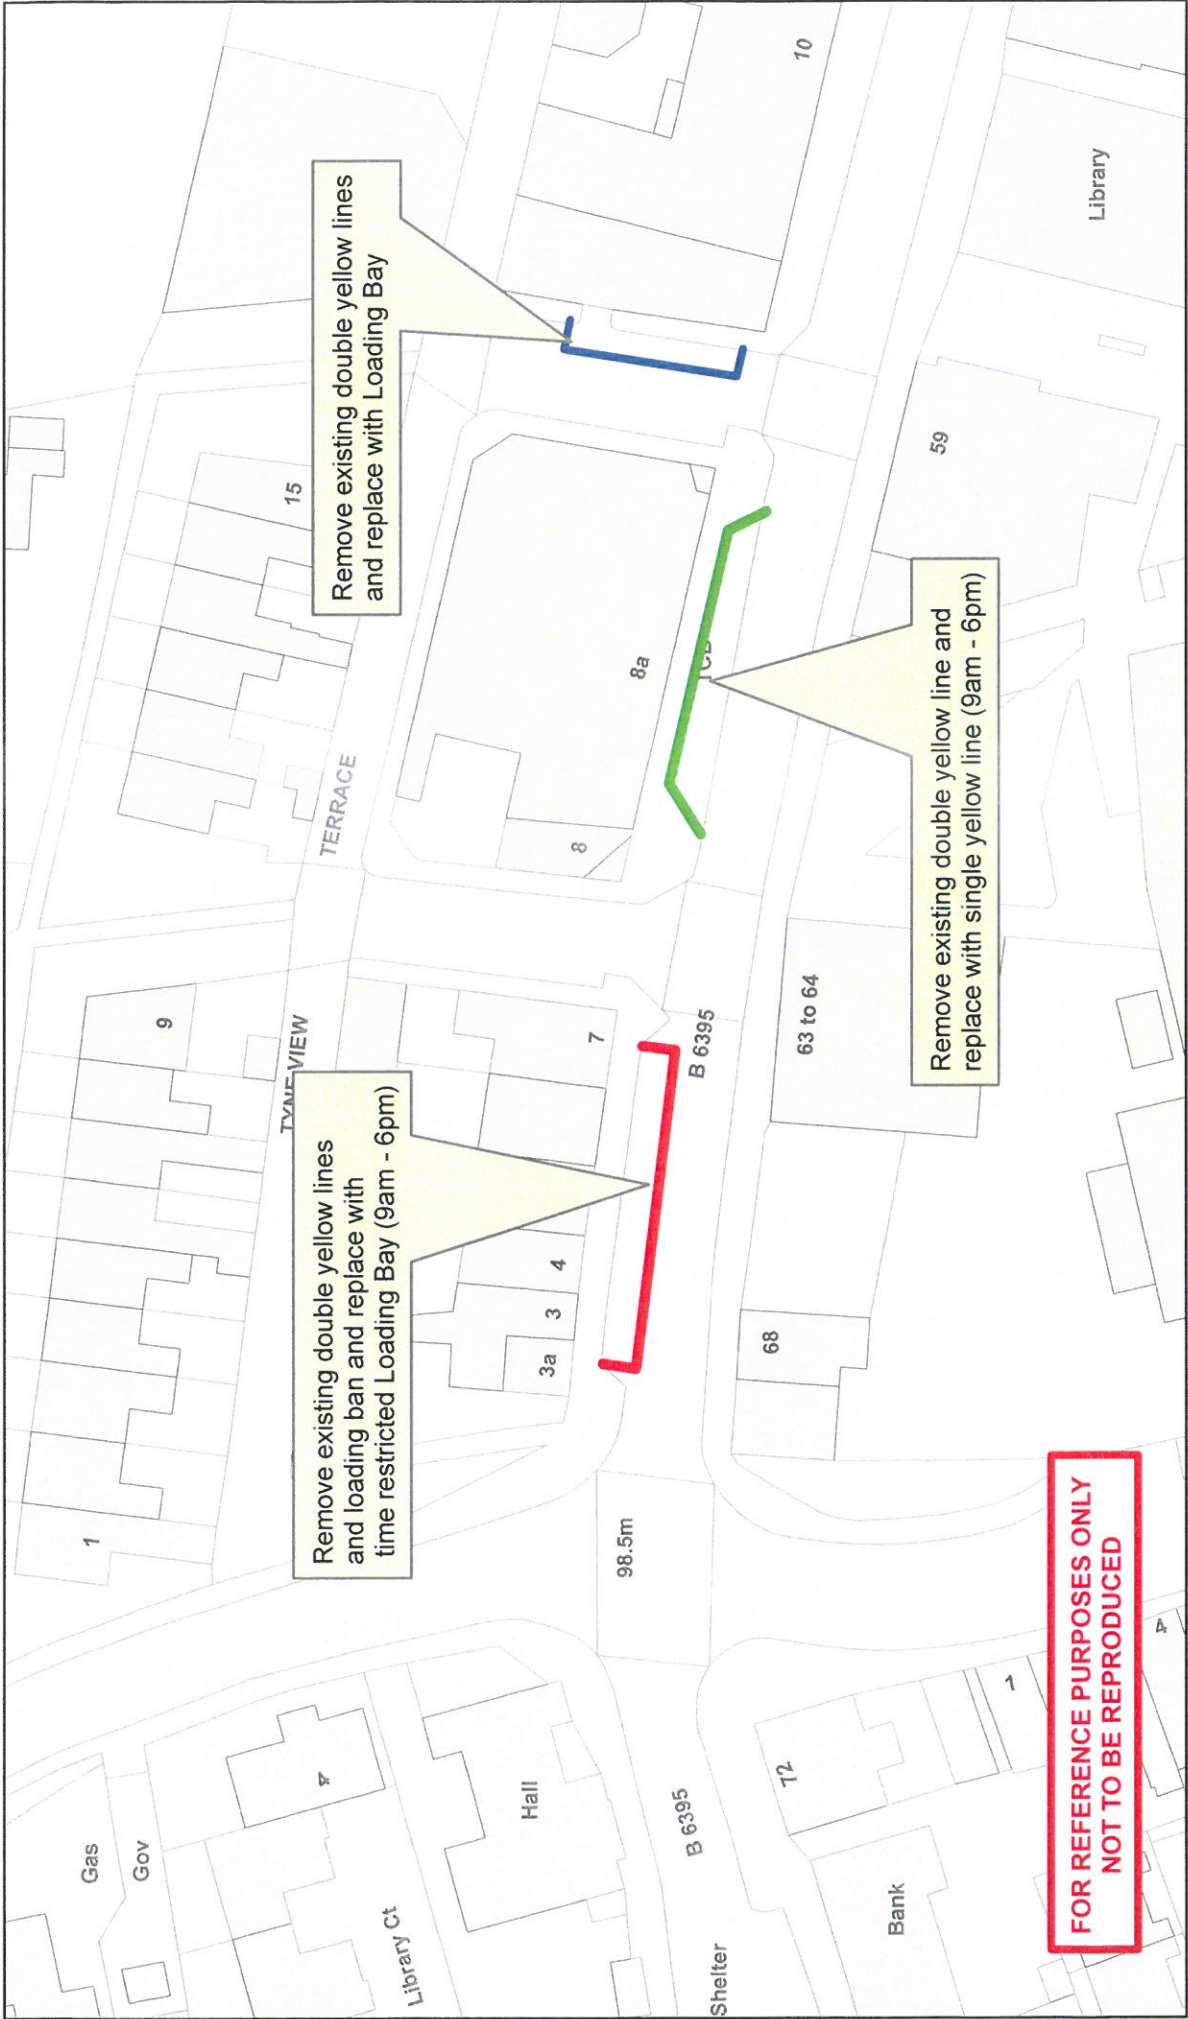 Remove existing double yellow lines
and loading ban and replace with
time restricted Loading Bay (9am - 6pm)
Remove existing double yellow lines
and replace with Loading Bay
Remove existing double yellow line and
replace with single yellow line (9am - 6pm)
FOR REFERENCE PURPOSES ONLY
NOT TO BE REPRODUCED
1
9
15
TYNE VIEW
TERRACE
Gas
Gov
4
Library Ct
Hall
3a
3
4
7
8
8a
10
98.5m
B 6395
B 6395
Shelter
Bank
72
1
4
68
63 to 64
59
Library